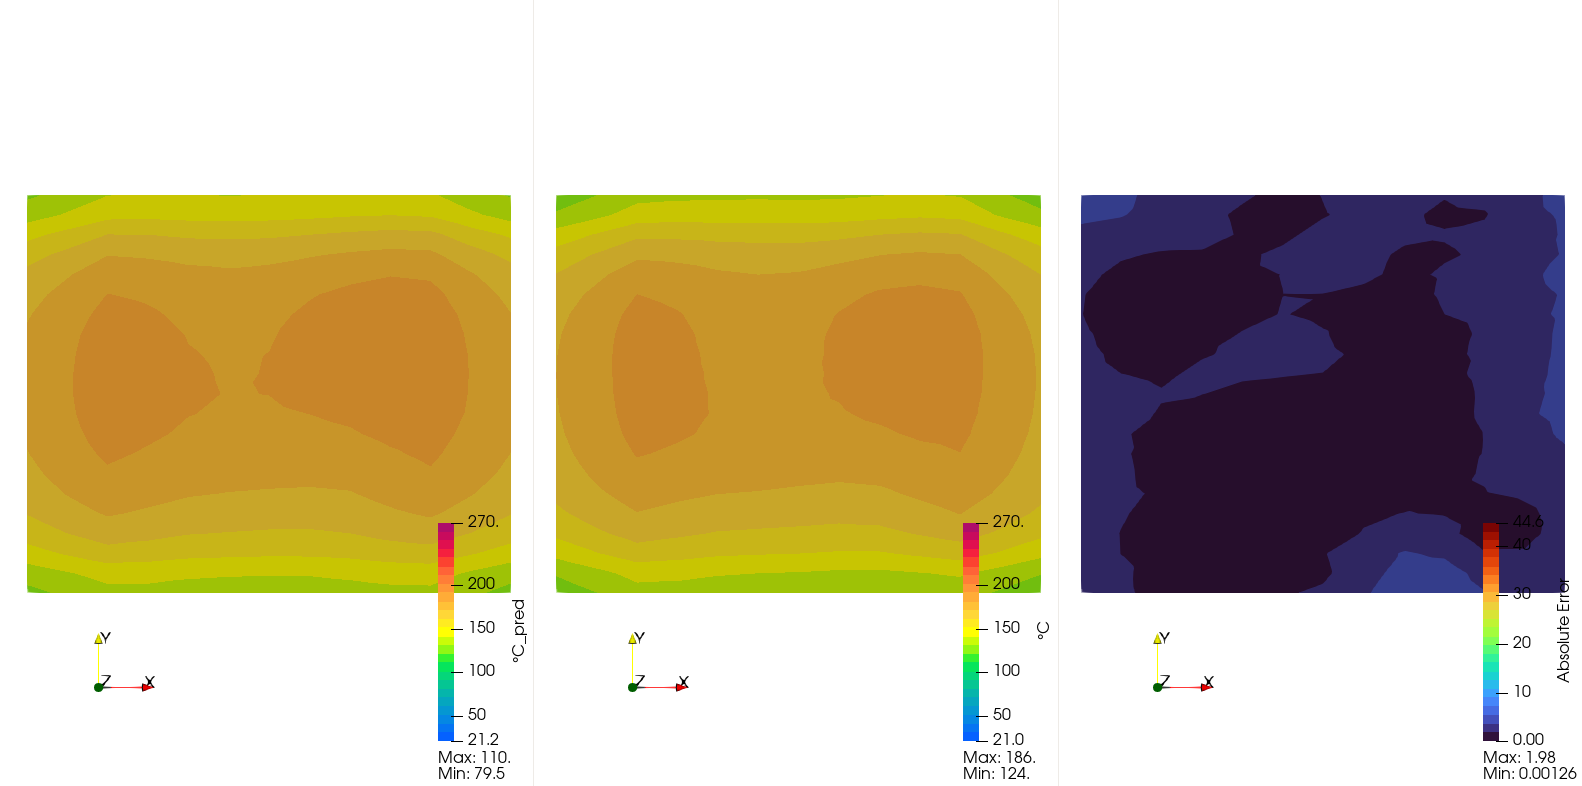 270.
200
150
100
50
21.2
°C_pred
Max: 110.
Min: 79.5
Y
Z
X
270.
200
150
100
50
21.0
°C
Max: 186.
Min: 124.
Y
Z
X
44.6
40
30
20
10
0.00
Absolute Error
Max: 1.98
Min: 0.00126
Y
Z
X